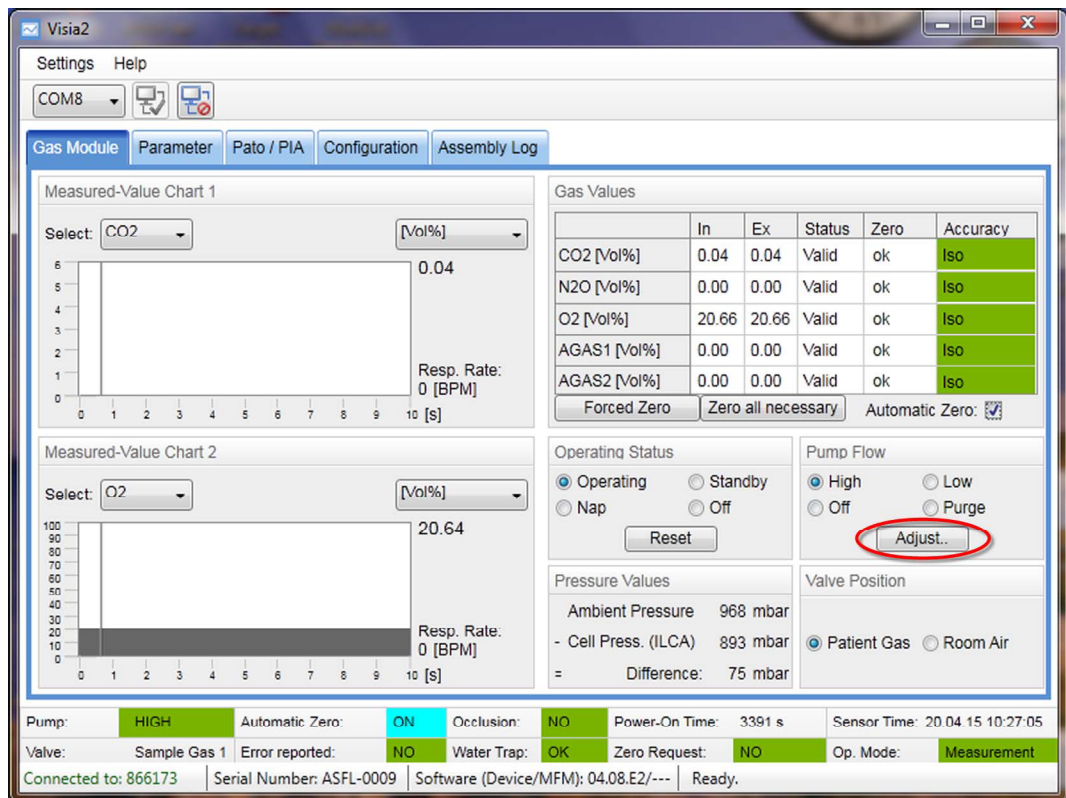 Visia2
Settings Help
COM8
Gas Module Parameter Pato / PIA Configuration Assembly Log
Measured-Value Chart 1
Select: CO2 [Vol%]
0.04
6
5
4
3
2
1
0
Resp. Rate:
0 [BPM]
0 1 2 3 4 5 6 7 8 9 10 [s]
Measured-Value Chart 2
Select: O2 [Vol%]
20.64
100
90
80
70
60
50
40
30
20
10
0
Resp. Rate:
0 [BPM]
0 1 2 3 4 5 6 7 8 9 10 [s]
Gas Values
In Ex Status Zero Accuracy
CO2 [Vol%] 0.04 0.04 Valid ok Iso
N2O [Vol%] 0.00 0.00 Valid ok Iso
O2 [Vol%] 20.66 20.66 Valid ok Iso
AGAS1 [Vol%] 0.00 0.00 Valid ok Iso
AGAS2 [Vol%] 0.00 0.00 Valid ok Iso
Forced Zero Zero all necessary Automatic Zero:
Operating Status
Operating Standby
Nap Off
Reset
Pump Flow
High Low
Off Purge
Adjust..
Pressure Values
Ambient Pressure 968 mbar
- Cell Press. (ILCA) 893 mbar
= Difference: 75 mbar
Valve Position
Patient Gas Room Air
Pump: HIGH Automatic Zero: ON Occlusion: NO Power-On Time: 3391 s Sensor Time: 20.04.15 10:27:05
Valve: Sample Gas 1 Error reported: NO Water Trap: OK Zero Request: NO Op. Mode: Measurement
Connected to: 866173 Serial Number: ASFL-0009 Software (Device/MFM): 04.08.E2/--- Ready.